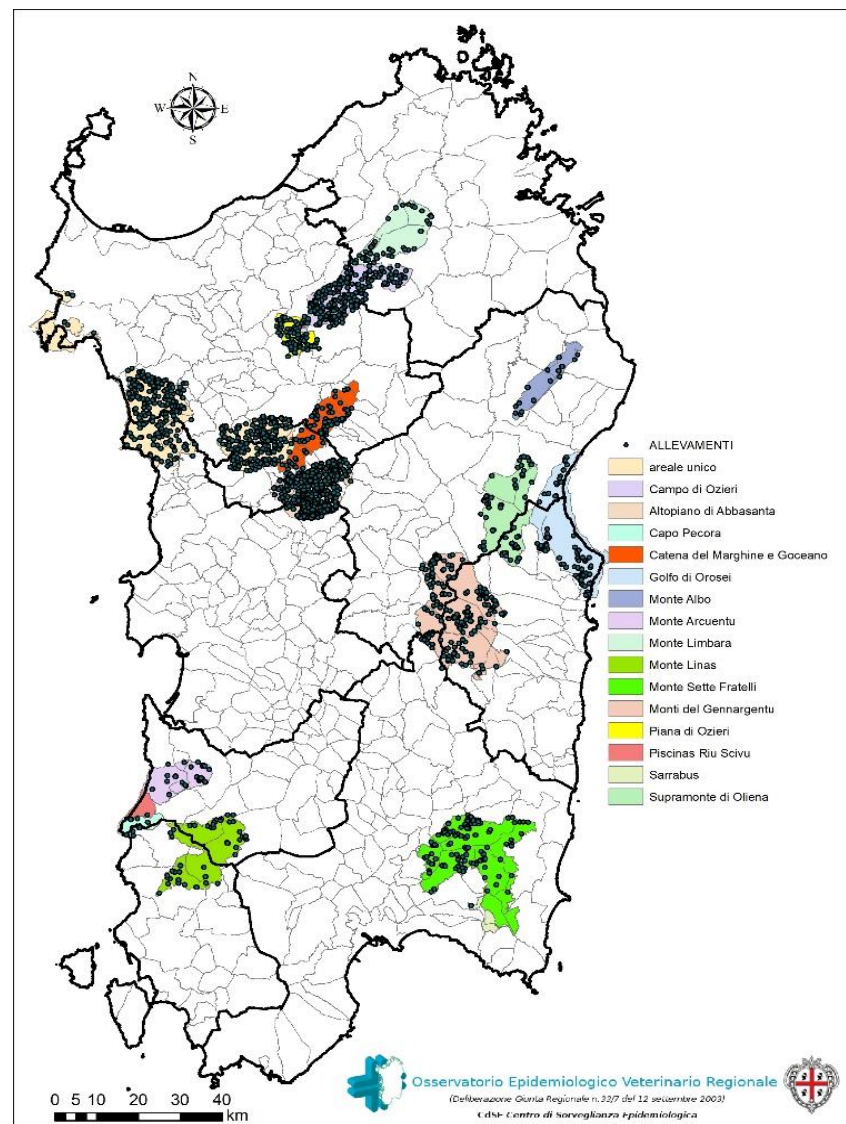 N
W E
S
ALLEVAMENTI
areale unico
Campo di Ozieri
Altopiano di Abbasanta
Capo Pecora
Catena del Marghine e Goceano
Golfo di Orosei
Monte Albo
Monte Arcuentu
Monte Limbara
Monte Linas
Monte Sette Fratelli
Monti del Gennargentu
Piana di Ozieri
Piscinas Riu Scivu
Sarrabus
Supramonte di Oliena
0 5 10 20 30 40
km
Osservatorio Epidemiologico Veterinario Regionale
(Deliberazione Giunta Regionale n.33/7 del 12 settembre 2003)
CdSE Centro di Sorveglianza Epidemiologica